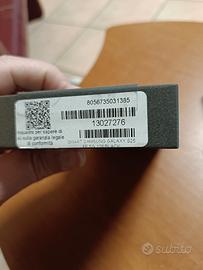 8056735031385
13027276
inquadra per sapere di
più sulla garanzia legale
di conformità
SMART SAMSUNG GALAXY S25
subito